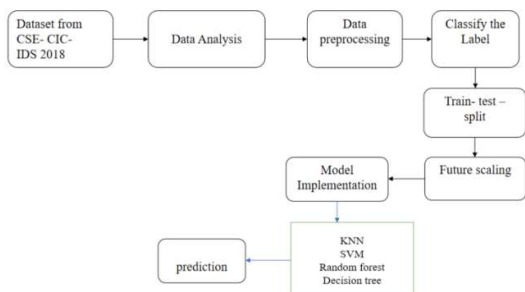 Dataset from
CSE- CIC-
IDS 2018
Data Analysis
Data
preprocessing
Classify the
Label
Train- test –
split
Future scaling
Model
Implementation
KNN
SVM
Random forest
Decision tree
prediction